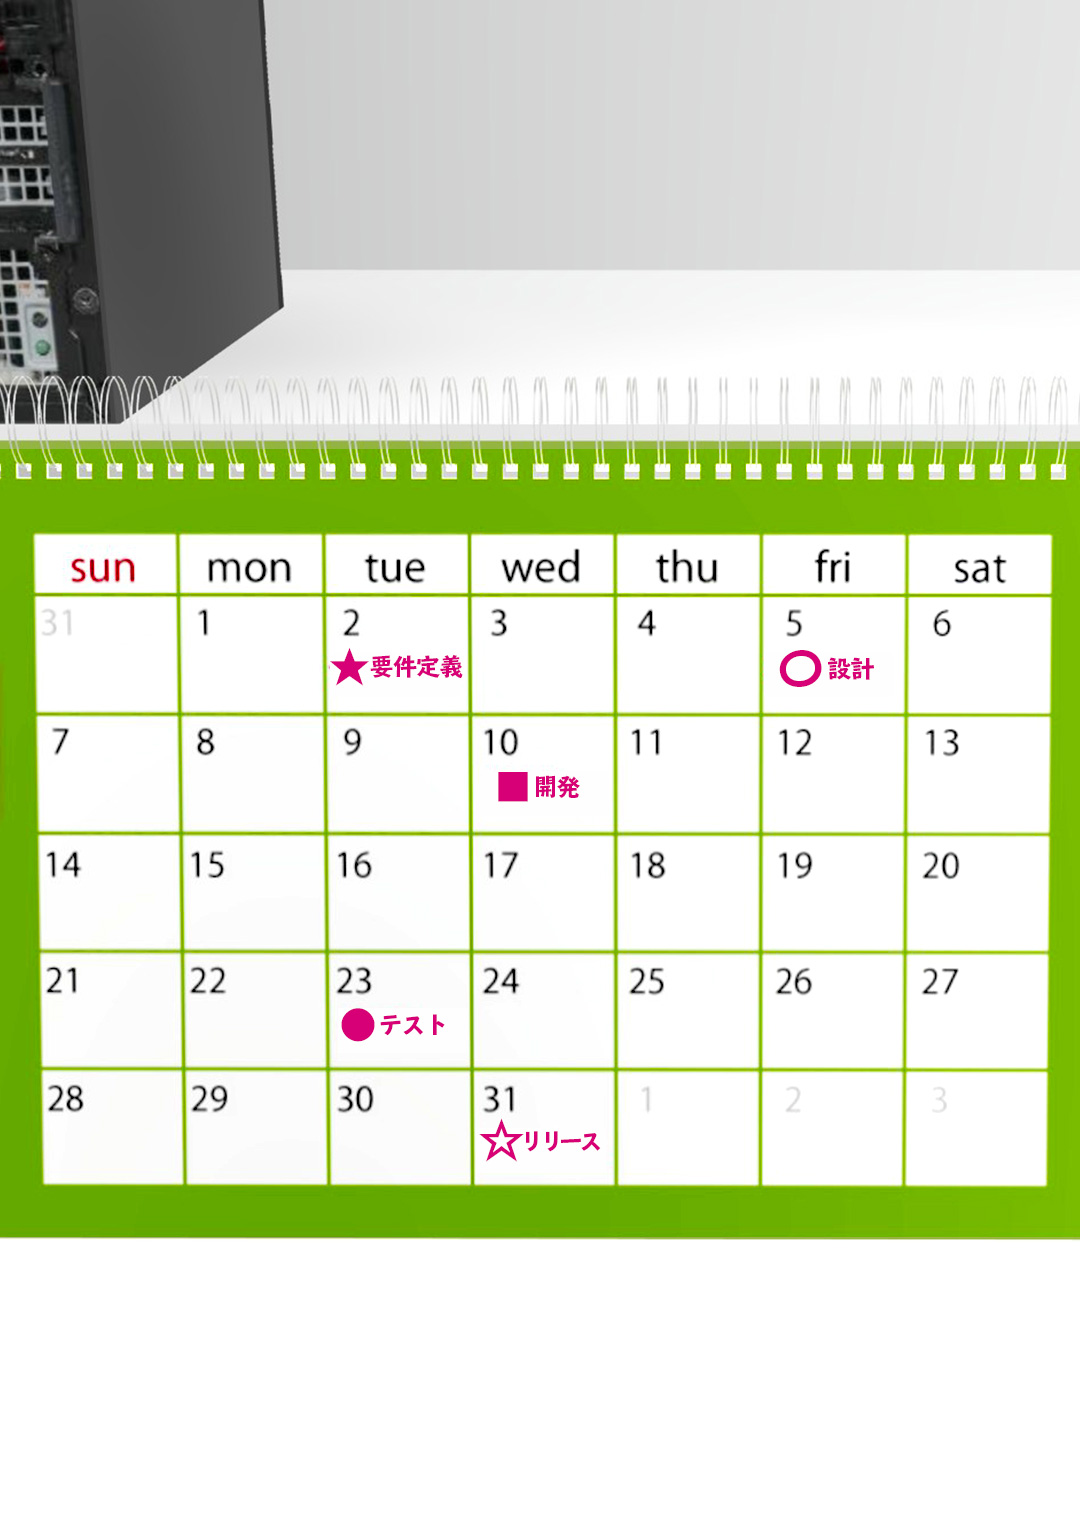 sun mon tue wed thu fri sat
31 1 2 3 4 5 6
★要件定義 ○設計
7 8 9 10 11 12 13
■開発
14 15 16 17 18 19 20
21 22 23 24 25 26 27
●テスト
28 29 30 31 1 2 3
☆リリース